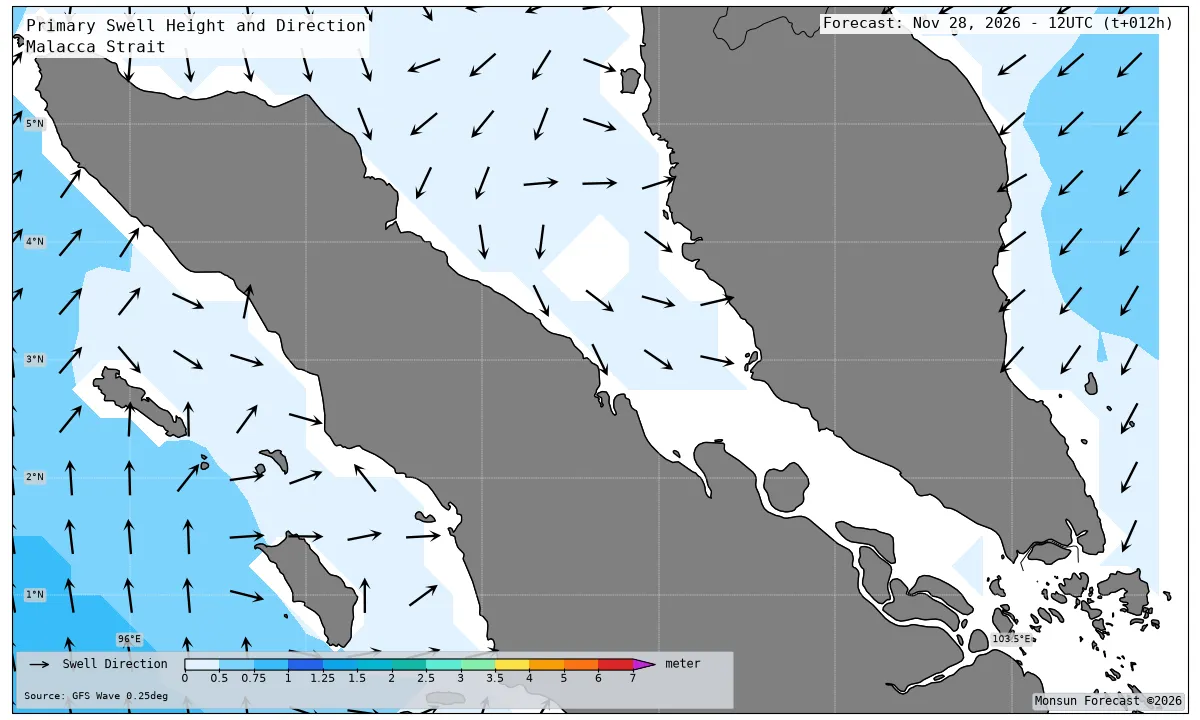 Primary Swell Height and Direction
Malacca Strait
Forecast: Nov 28, 2026 - 12UTC (t+012h)
5°N
4°N
3°N
2°N
1°N
96°E
103.5°E
Swell Direction
0 0.5 0.75 1 1.25 1.5 2 2.5 3 3.5 4 5 6 7
meter
Source: GFS Wave 0.25deg
Monsun Forecast ©2026